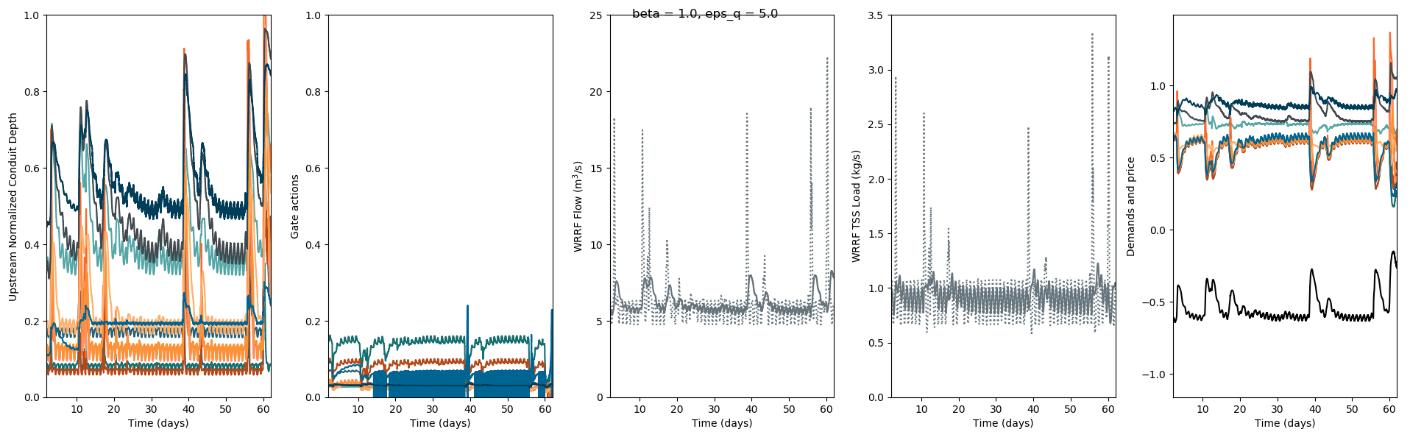 beta = 1.0, eps_q = 5.0
Upstream Normalized Conduit Depth
1.0
0.8
0.6
0.4
0.2
0.0
10 20 30 40 50 60
Time (days)
Gate actions
1.0
0.8
0.6
0.4
0.2
0.0
10 20 30 40 50 60
Time (days)
WRRF Flow (m³/s)
25
20
15
10
5
0
10 20 30 40 50 60
Time (days)
WRRF TSS Load (kg/s)
3.5
3.0
2.5
2.0
1.5
1.0
0.5
0.0
10 20 30 40 50 60
Time (days)
Demands and price
1.0
0.5
0.0
−0.5
−1.0
10 20 30 40 50 60
Time (days)